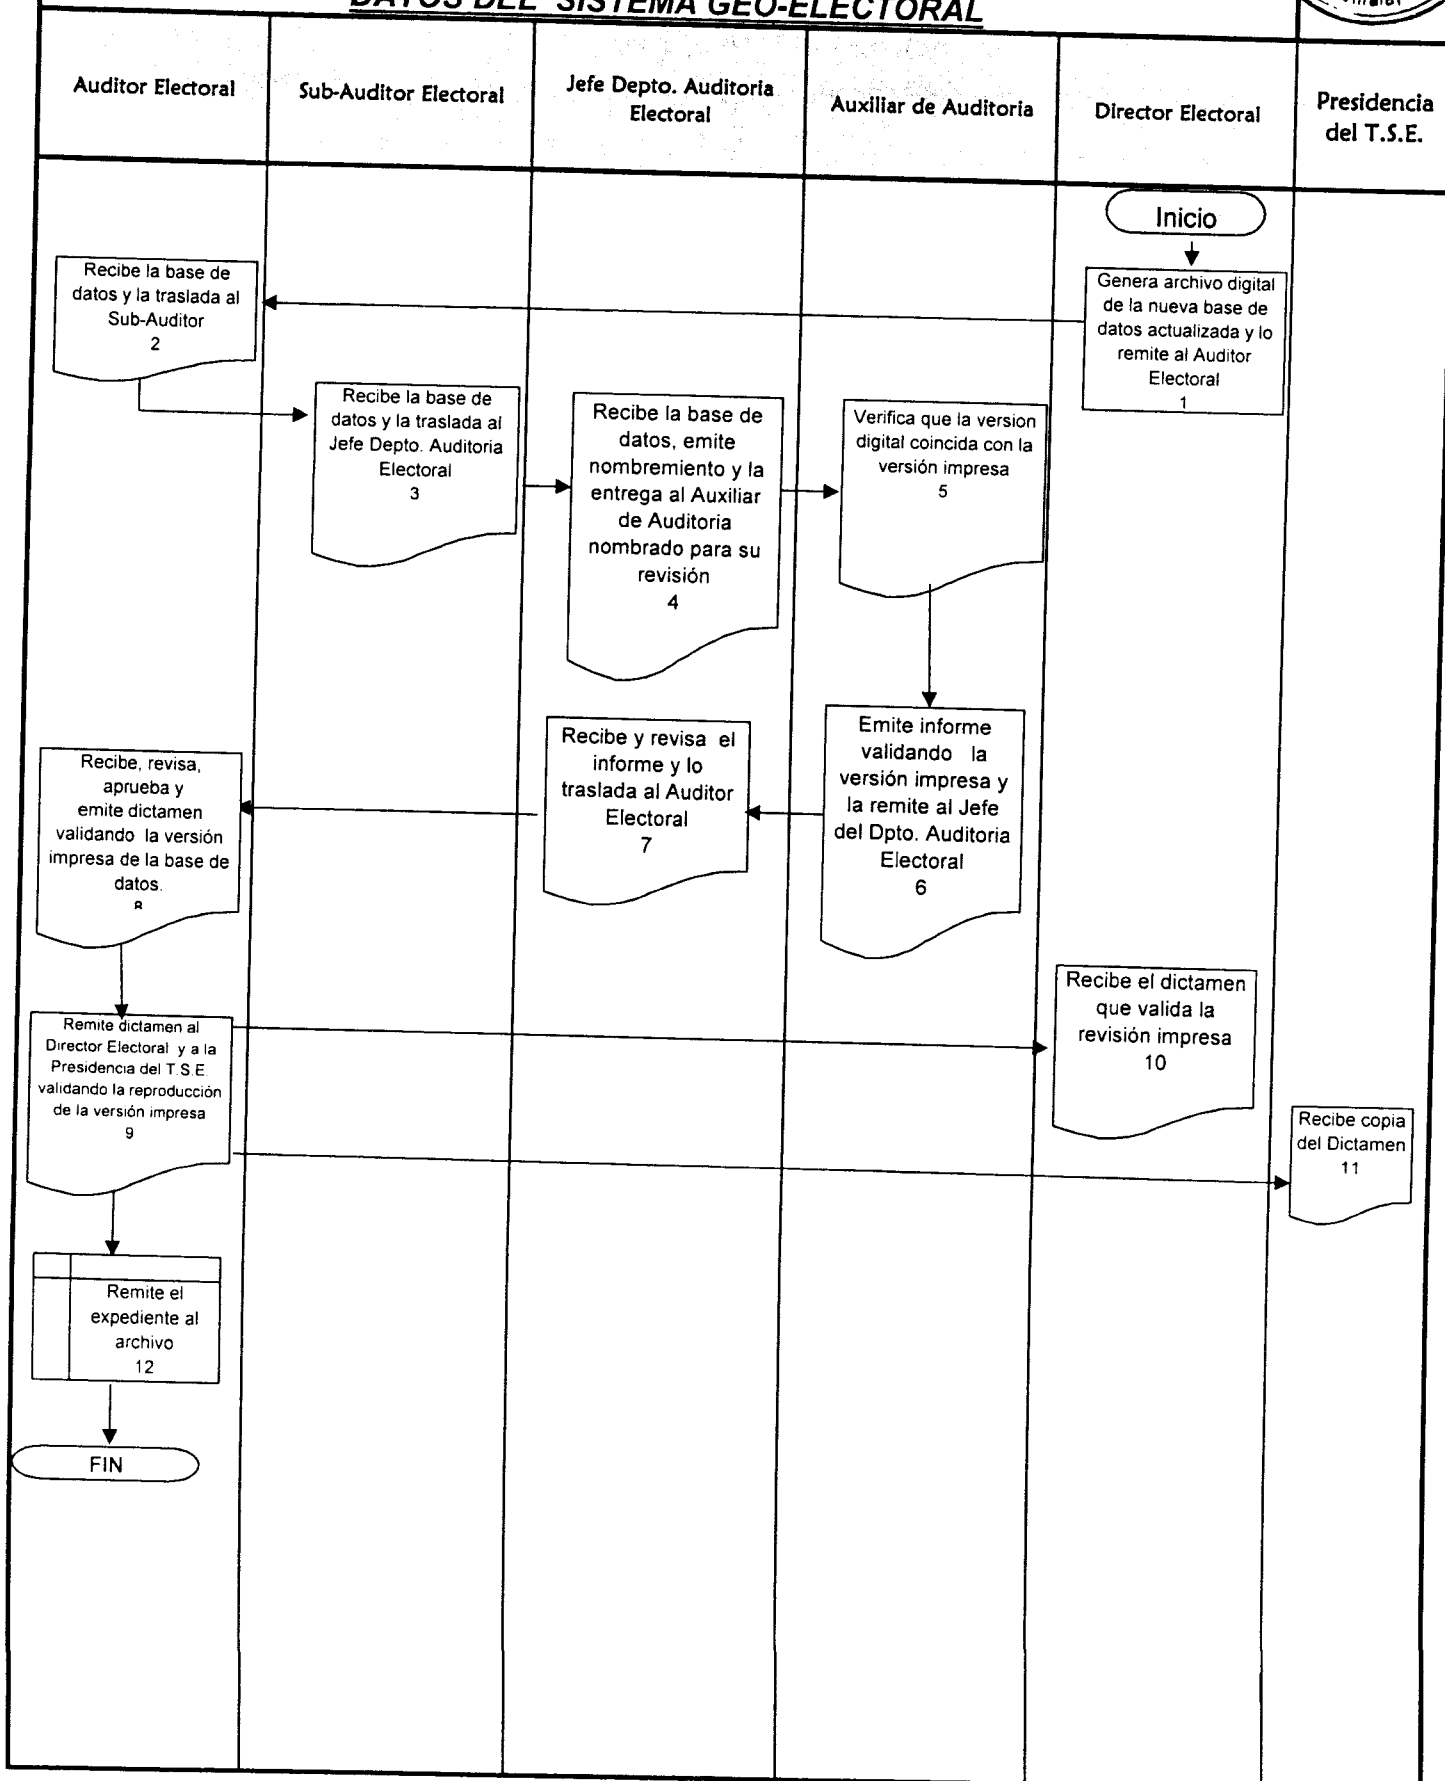 DATOS DEL SISTEMA GEO-ELECTORAL
Auditor Electoral
Sub-Auditor Electoral
Jefe Depto. Auditoria
Electoral
Auxiliar de Auditoria
Director Electoral
Presidencia
del T.S.E.
Inicio
Genera archivo digital
de la nueva base de
datos actualizada y lo
remite al Auditor
Electoral
1
Recibe la base de
datos y la traslada al
Sub-Auditor
2
Recibe la base de
datos y la traslada al
Jefe Depto. Auditoria
Electoral
3
Recibe la base de
datos, emite
nombremiento y la
entrega al Auxiliar
de Auditoria
nombrado para su
revisión
4
Verifica que la version
digital coincida con la
versión impresa
5
Emite informe
validando la
versión impresa y
la remite al Jefe
del Dpto. Auditoria
Electoral
6
Recibe y revisa el
informe y lo
traslada al Auditor
Electoral
7
Recibe, revisa,
aprueba y
emite dictamen
validando la versión
impresa de la base de
datos.
8
Remite dictamen al
Director Electoral y a la
Presidencia del T.S.E.
validando la reproducción
de la versión impresa
9
Recibe el dictamen
que valida la
revisión impresa
10
Recibe copia
del Dictamen
11
Remite el
expediente al
archivo
12
FIN